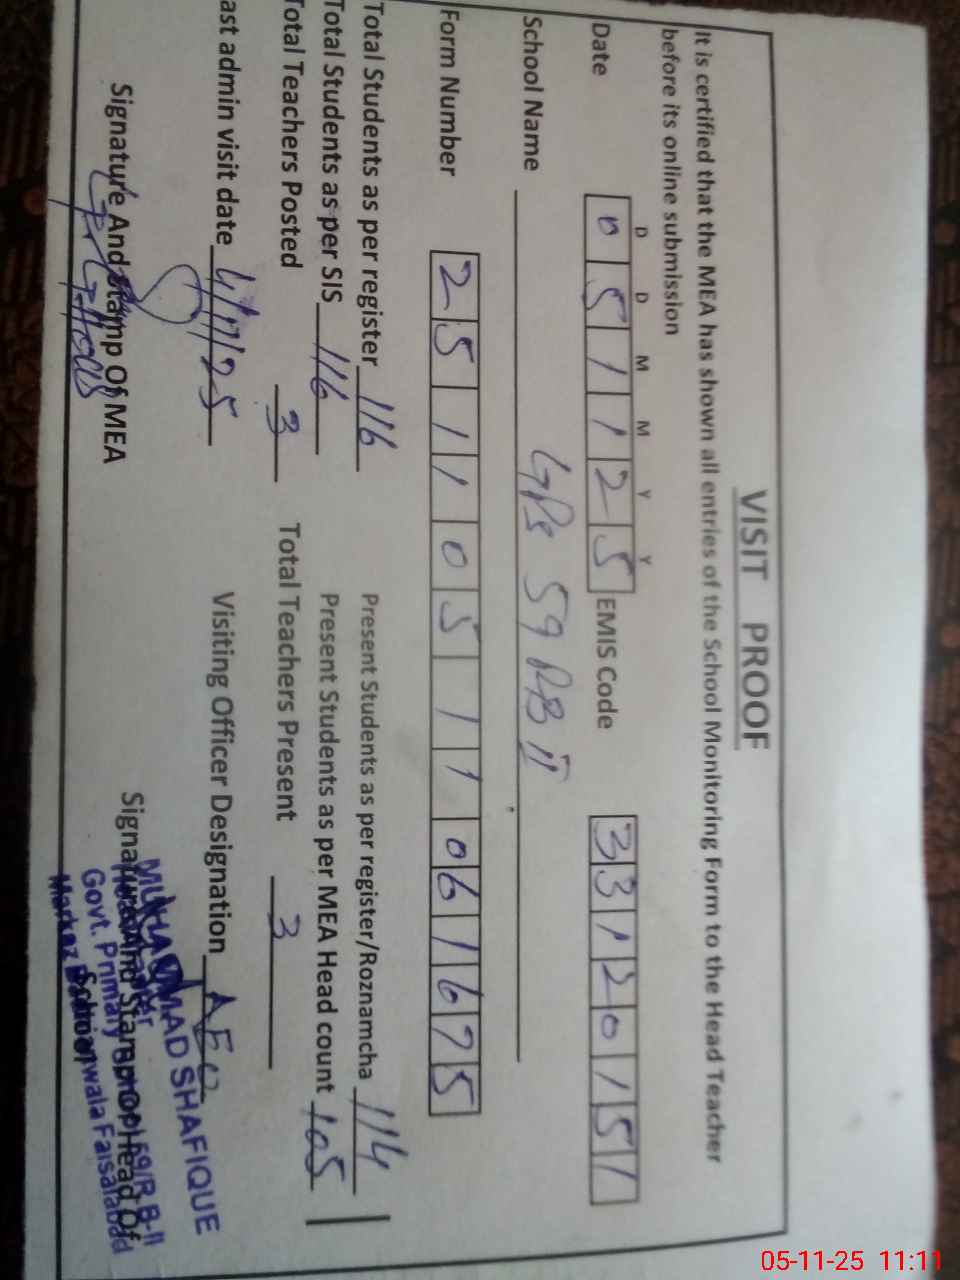 VISIT PROOF
It is certified that the MEA has shown all entries of the School Monitoring Form to the Head Teacher
before its online submission
D D M M Y Y
Date 0 5 1 1 2 5 EMIS Code 3 3 1 2 0 1 5 1
School Name GPS 59 RB II
Form Number 2 5 1 1 0 5 1 1 0 6 1 6 7 5
Total Students as per register 116 Present Students as per register/Roznamcha 114
Total Students as per SIS 116 Present Students as per MEA Head count 105
Total Teachers Posted 3 Total Teachers Present 3
ast admin visit date 4/11/25 Visiting Officer Designation AEO
Signature And Stamp Of MEA Signature And Stamp Of Head Of
School
MUHAMMAD SHAFIQUE
Govt. Primary 59/R.B-II
Markaz Faisalabad
05-11-25 11:11